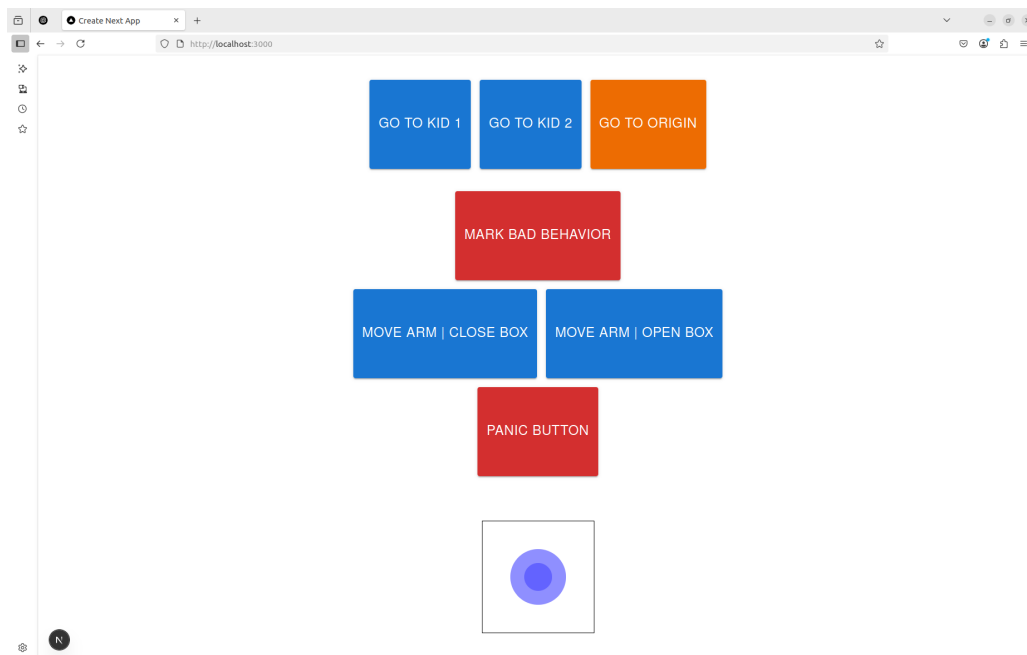 Create Next App
http://localhost:3000
GO TO KID 1
GO TO KID 2
GO TO ORIGIN
MARK BAD BEHAVIOR
MOVE ARM | CLOSE BOX
MOVE ARM | OPEN BOX
PANIC BUTTON
N